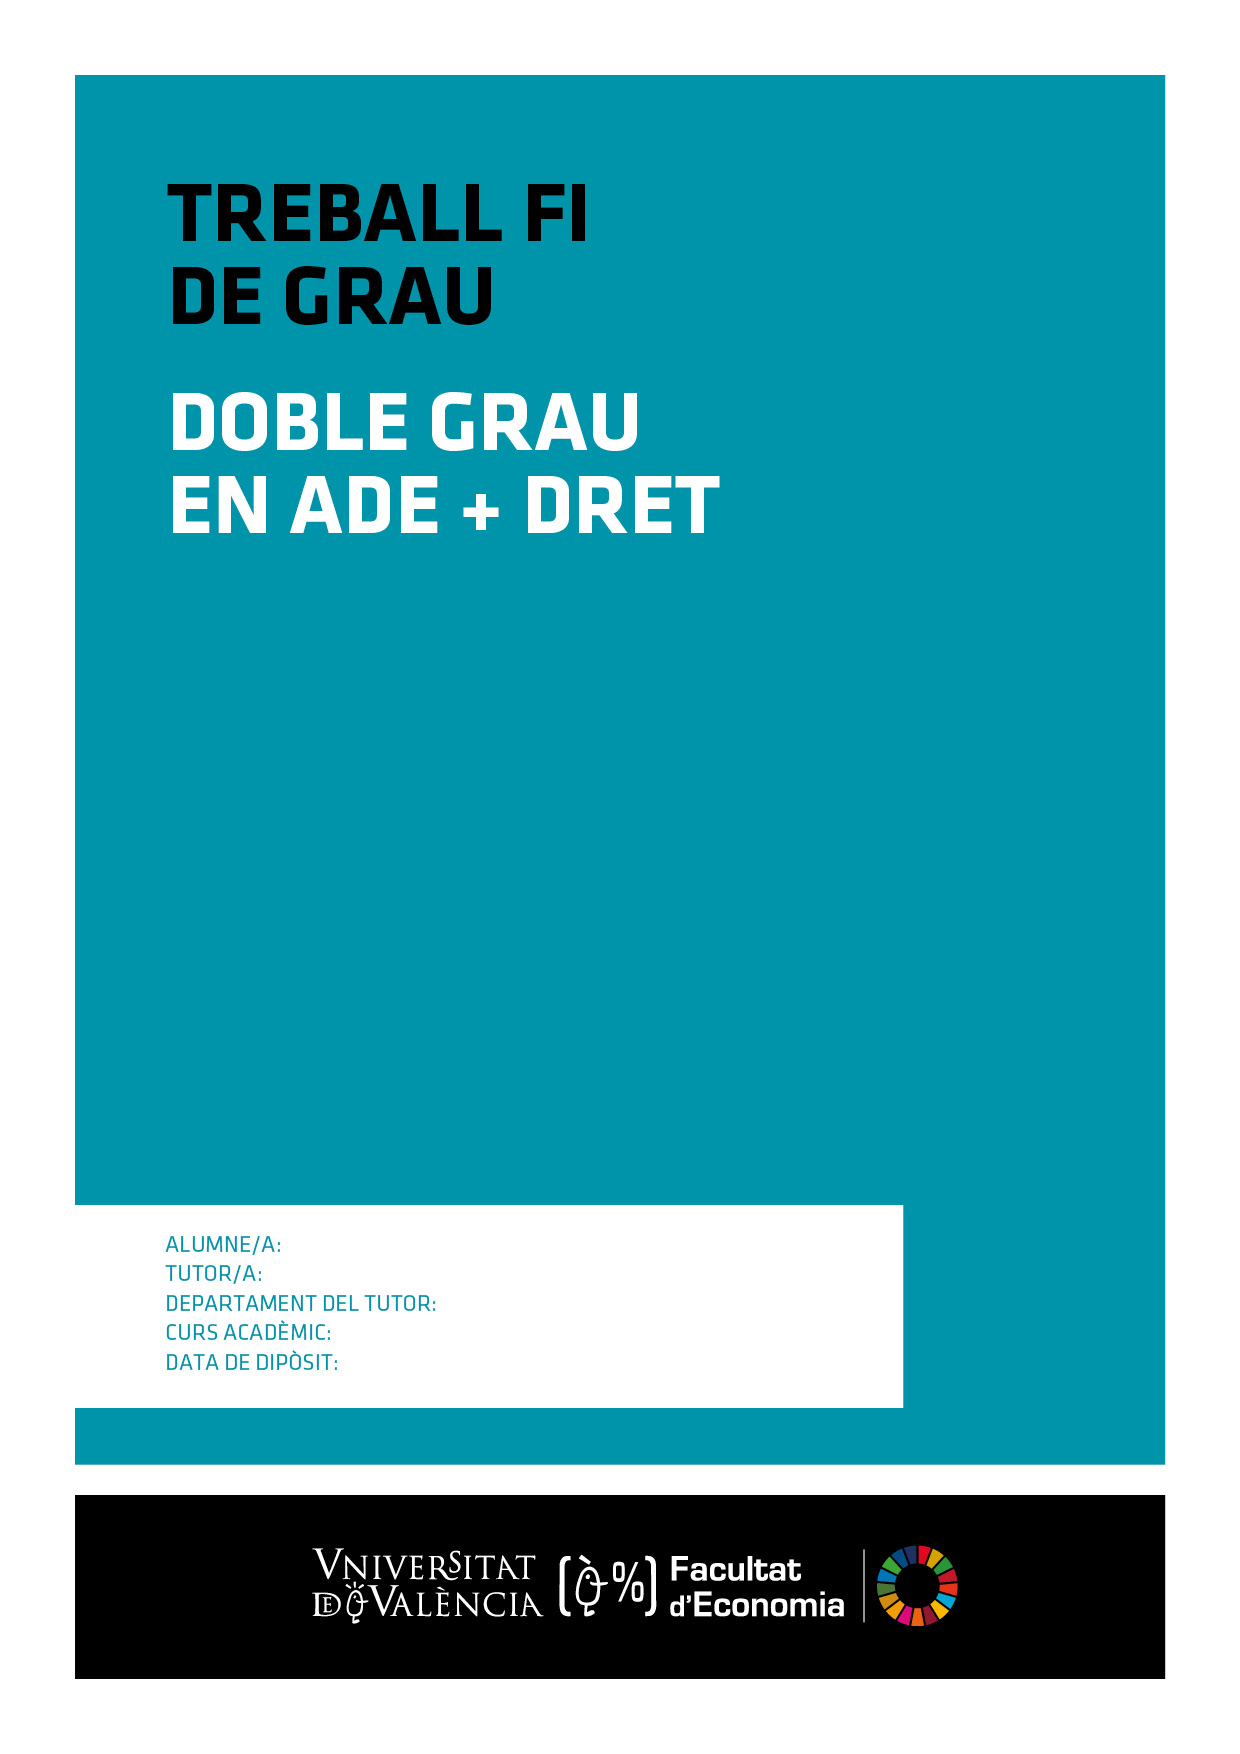 TREBALL FI
DE GRAU
DOBLE GRAU
EN ADE + DRET
ALUMNE/A:
TUTOR/A:
DEPARTAMENT DEL TUTOR:
CURS ACADÈMIC:
DATA DE DIPÒSIT:
VNIVERSITAT
DE VALÈNCIA
[ò%] Facultat
d'Economia